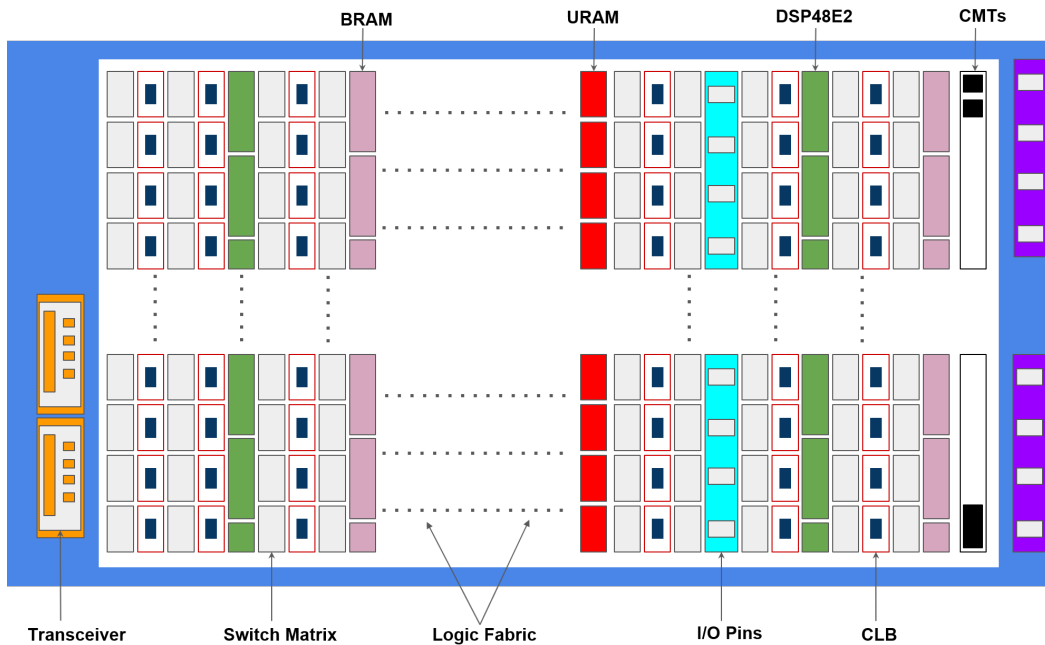 BRAM
URAM
DSP48E2
CMTs
Transceiver
Switch Matrix
Logic Fabric
I/O Pins
CLB